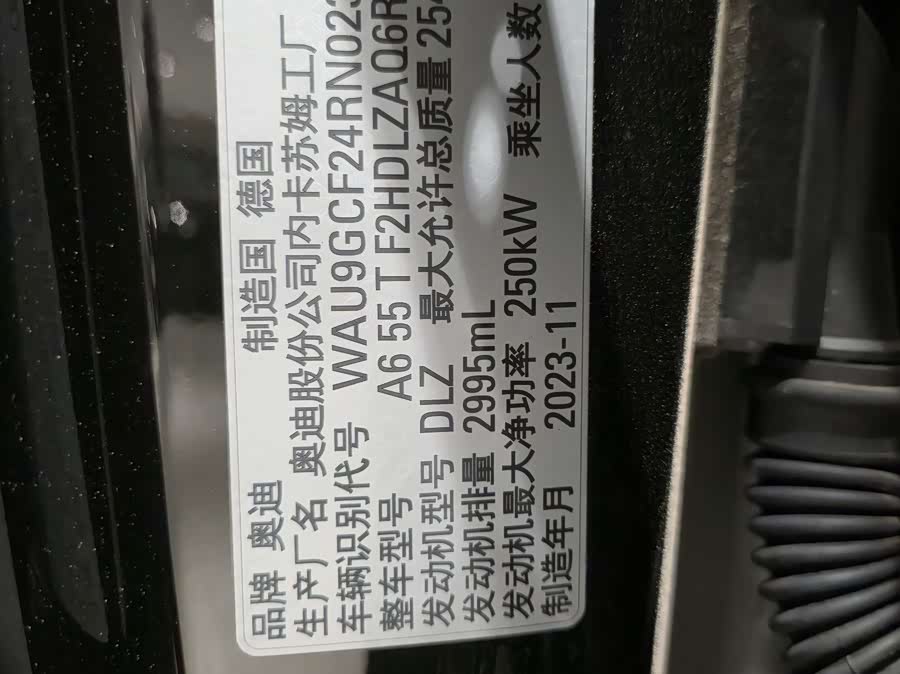 品牌 奥迪 制造国 德国
生产厂名 奥迪股份公司内卡苏姆工厂
车辆识别代号 WAU9GCF24RN023
整车型号 A6 55 T F2HDLZAQ6R
发动机型号 DLZ 最大允许总质量 254
发动机排量 2995mL
发动机最大净功率 250kW 乘坐人数
制造年月 2023-11